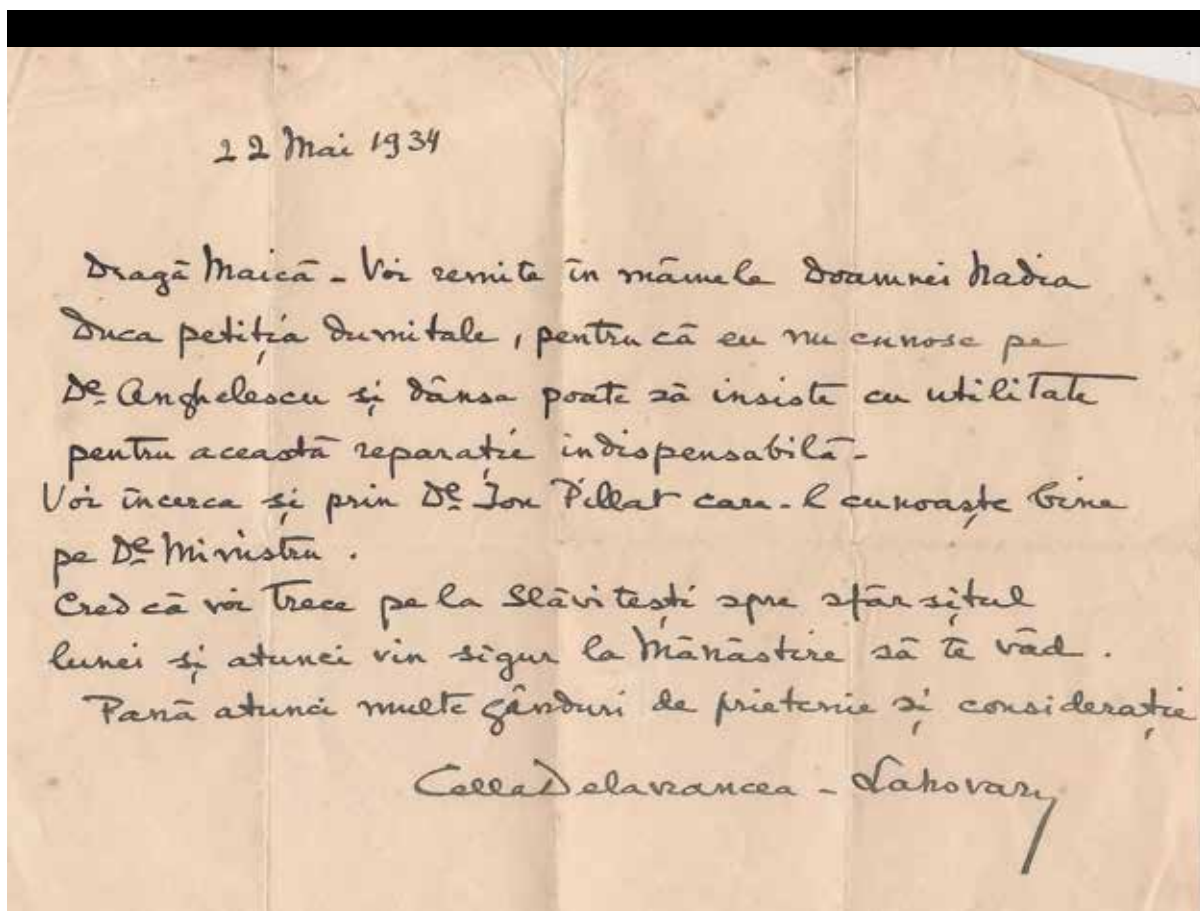 22 Mai 1934
Dragă Maică - Voi remite în mâinele Doamnei Nadia
Duca petiția dumitale, pentru că eu nu cunosc pe
Dl Anghelescu și dânsa poate să insiste cu utilitate
pentru această reparație indispensabilă -
Voi încerca și prin Dl Ion Pillat care-l cunoaște bine
pe Dl Ministru.
Cred că voi trece pe la Slăvitești spre sfârșitul
lunei și atunci vin sigur la Mănăstire să te văd.
Pană atunci multe gânduri de prietenie și considerație
Cella Delavrancea - Lahovary